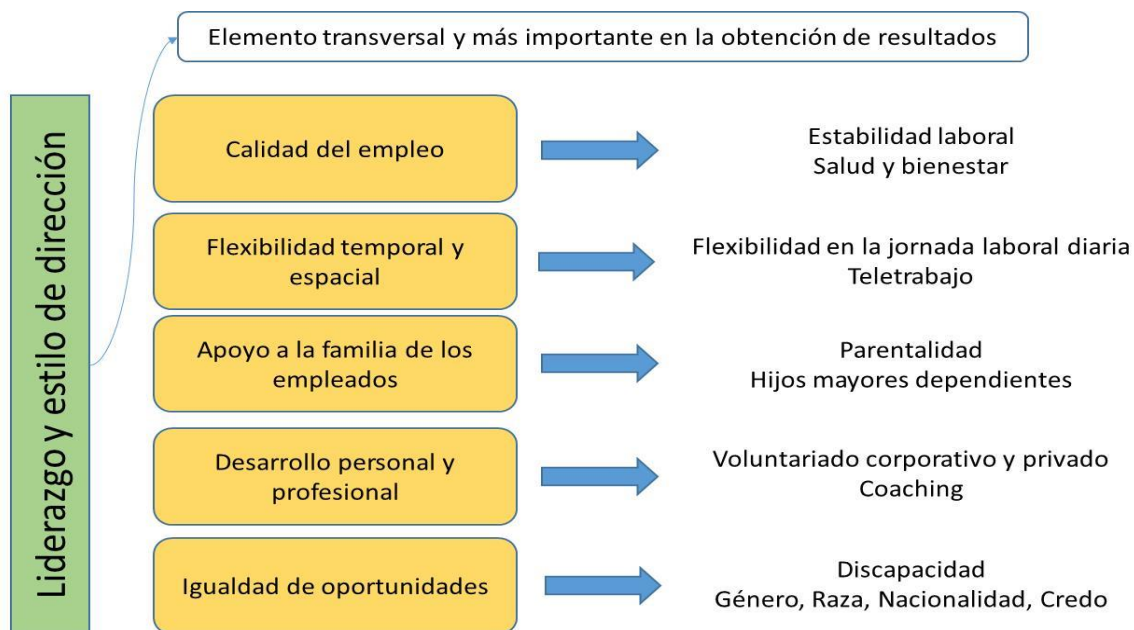 Elemento transversal y más importante en la obtención de resultados
Liderazgo y estilo de dirección
Calidad del empleo
Estabilidad laboral
Salud y bienestar
Flexibilidad temporal y
espacial
Flexibilidad en la jornada laboral diaria
Teletrabajo
Apoyo a la familia de los
empleados
Parentalidad
Hijos mayores dependientes
Desarrollo personal y
profesional
Voluntariado corporativo y privado
Coaching
Igualdad de oportunidades
Discapacidad
Género, Raza, Nacionalidad, Credo